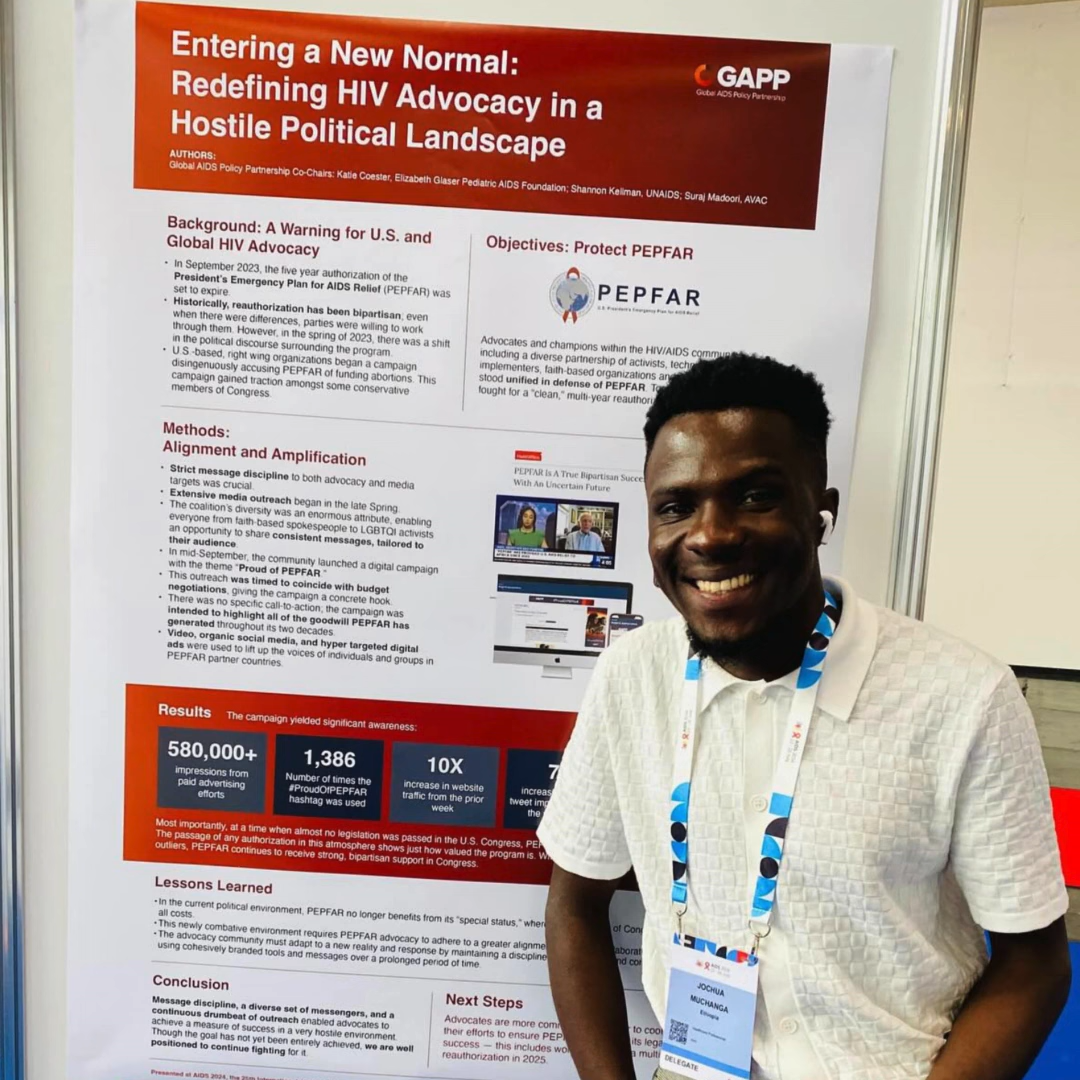 Entering a New Normal:
Redefining HIV Advocacy in a
Hostile Political Landscape
GAPP
Global AIDS Policy Partnership
AUTHORS:
Global AIDS Policy Partnership Co-Chairs: Katie Coester, Elizabeth Glaser Pediatric AIDS Foundation; Shannon Kellman, UNAIDS; Suraj Madoori, AVAC
Background: A Warning for U.S. and
Global HIV Advocacy
• In September 2023, the five year authorization of the
President's Emergency Plan for AIDS Relief (PEPFAR) was
set to expire.
• Historically, reauthorization has been bipartisan; even
when there were differences, parties were willing to work
through them. However, in the spring of 2023, there was a shift
in the political discourse surrounding the program.
• U.S.-based, right wing organizations began a campaign
disingenuously accusing PEPFAR of funding abortions. This
campaign gained traction amongst some conservative
members of Congress.
Objectives: Protect PEPFAR
PEPFAR
U.S. President's Emergency Plan for AIDS Relief
Advocates and champions within the HIV/AIDS
including a diverse partnership of activists,
implementers, faith-based organizations
stood unified in defense of PEPFAR.
fought for a "clean," multi-year
Methods:
Alignment and Amplification
• Strict message discipline to both advocacy and media
targets was crucial.
• Extensive media outreach began in the late Spring.
• The coalition's diversity was an enormous attribute, enabling
everyone from faith-based spokespeople to LGBTQI activists
an opportunity to share consistent messages, tailored to
their audience.
• In mid-September, the community launched a digital campaign
with the theme "Proud of PEPFAR."
• This outreach was timed to coincide with budget
negotiations, giving the campaign a concrete hook.
• There was no specific call-to-action; the campaign was
intended to highlight all of the goodwill PEPFAR has
generated throughout its two decades.
• Video, organic social media, and hyper targeted digital
ads were used to lift up the voices of individuals and groups in
PEPFAR partner countries.
PEPFAR Is A True Bipartisan
With An Uncertain Future
Results The campaign yielded significant awareness:
580,000+
impressions from
paid advertising
efforts
1,386
Number of times the
#ProudOfPEPFAR
hashtag was used
10X
increase in website
traffic from the prior
week
7
tweet
the
Most importantly, at a time when almost no legislation was passed in the U.S. Congress,
The passage of any authorization in this atmosphere shows just how valued the program is.
outliers, PEPFAR continues to receive strong, bipartisan support in Congress.
Lessons Learned
• In the current political environment, PEPFAR no longer benefits from its "special status," of
all costs.
• This newly combative environment requires PEPFAR advocacy to adhere to a greater
• The advocacy community must adapt to a new reality and response by maintaining a
using cohesively branded tools and messages over a prolonged period of time.
Conclusion
Message discipline, a diverse set of messengers, and a
continuous drumbeat of outreach enabled advocates to
achieve a measure of success in a very hostile environment.
Though the goal has not yet been entirely achieved, we are well
positioned to continue fighting for it.
Next Steps
Advocates are more to
their efforts to ensure its
success — this includes a
reauthorization in 2025.
Presented at AIDS 2024, the 25th
JOCHUA
MUCHANGA
Ethiopia
DELEGATE